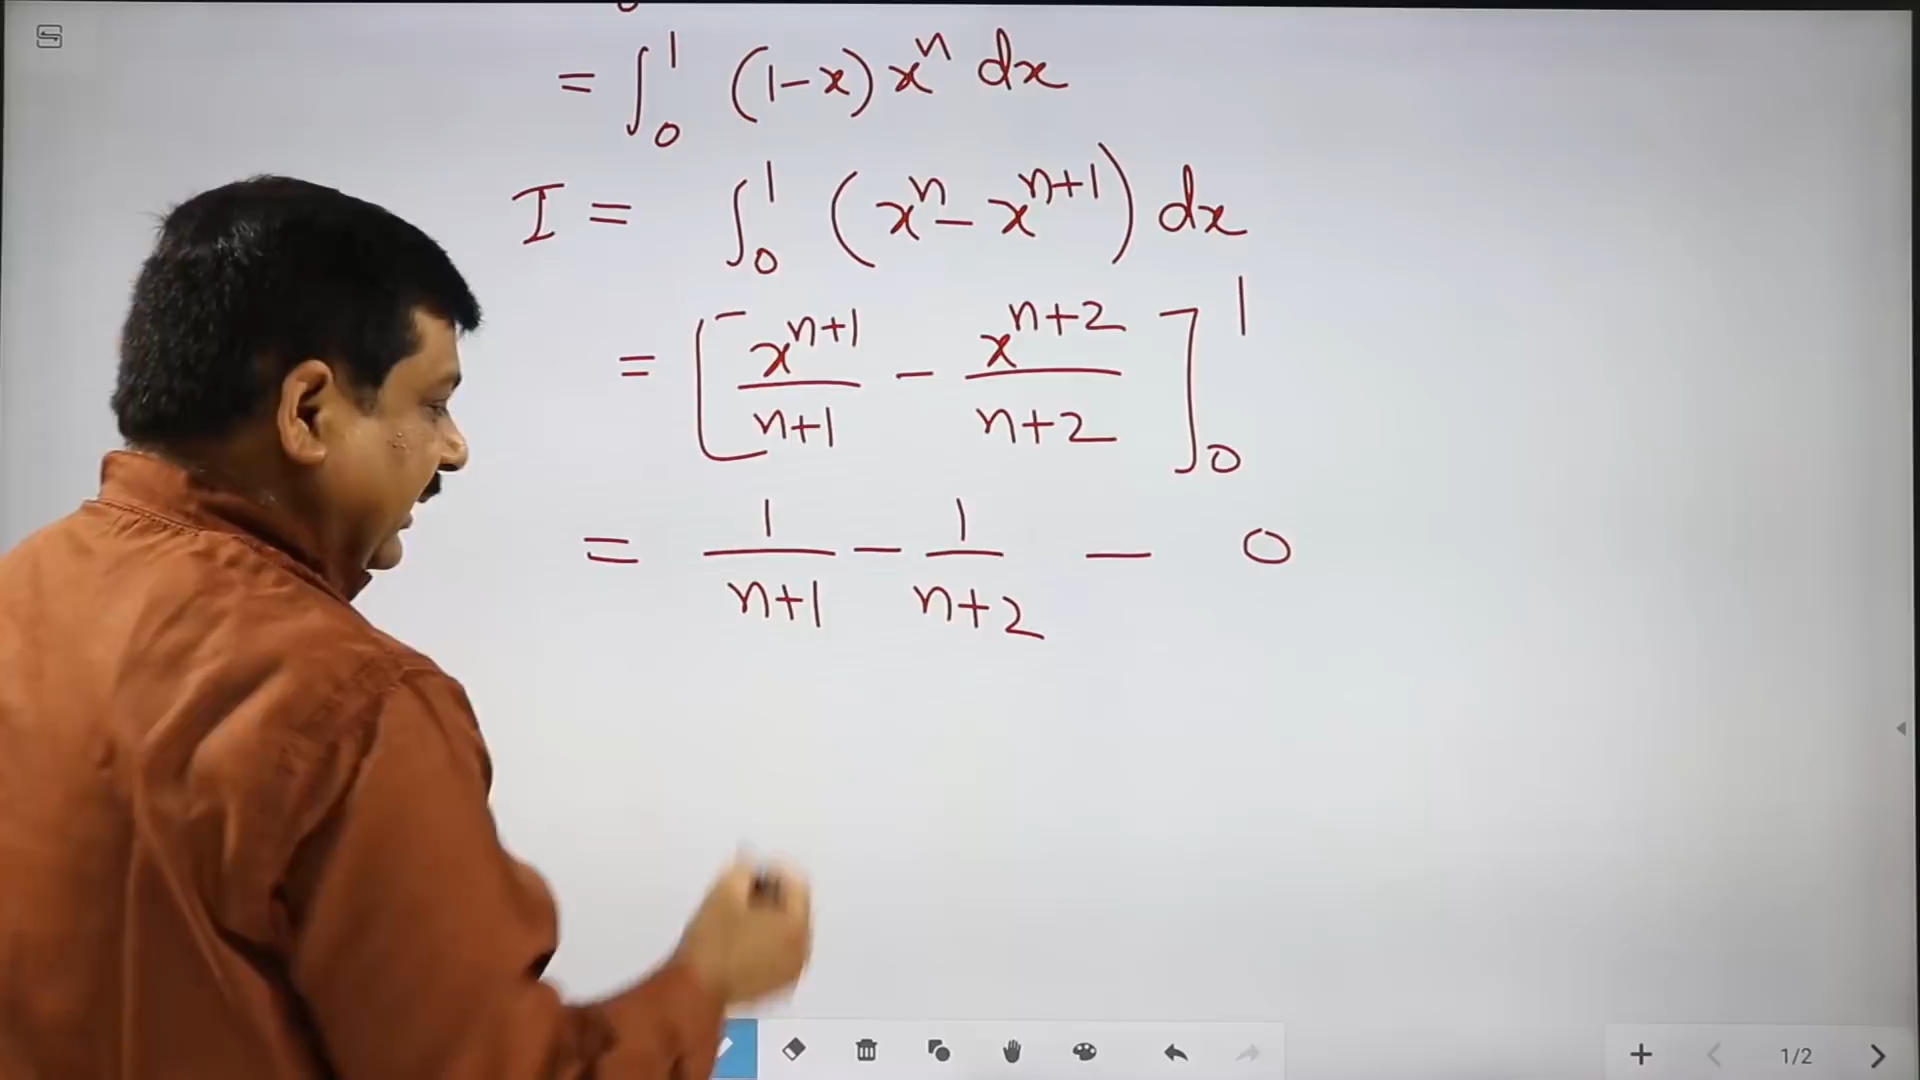 = ∫₀¹ (1-x) xⁿ dx
I = ∫₀¹ (xⁿ - xⁿ⁺¹) dx
= [xⁿ⁺¹/n+1 - xⁿ⁺²/n+2]₀¹
= 1/n+1 - 1/n+2 - 0
1/2